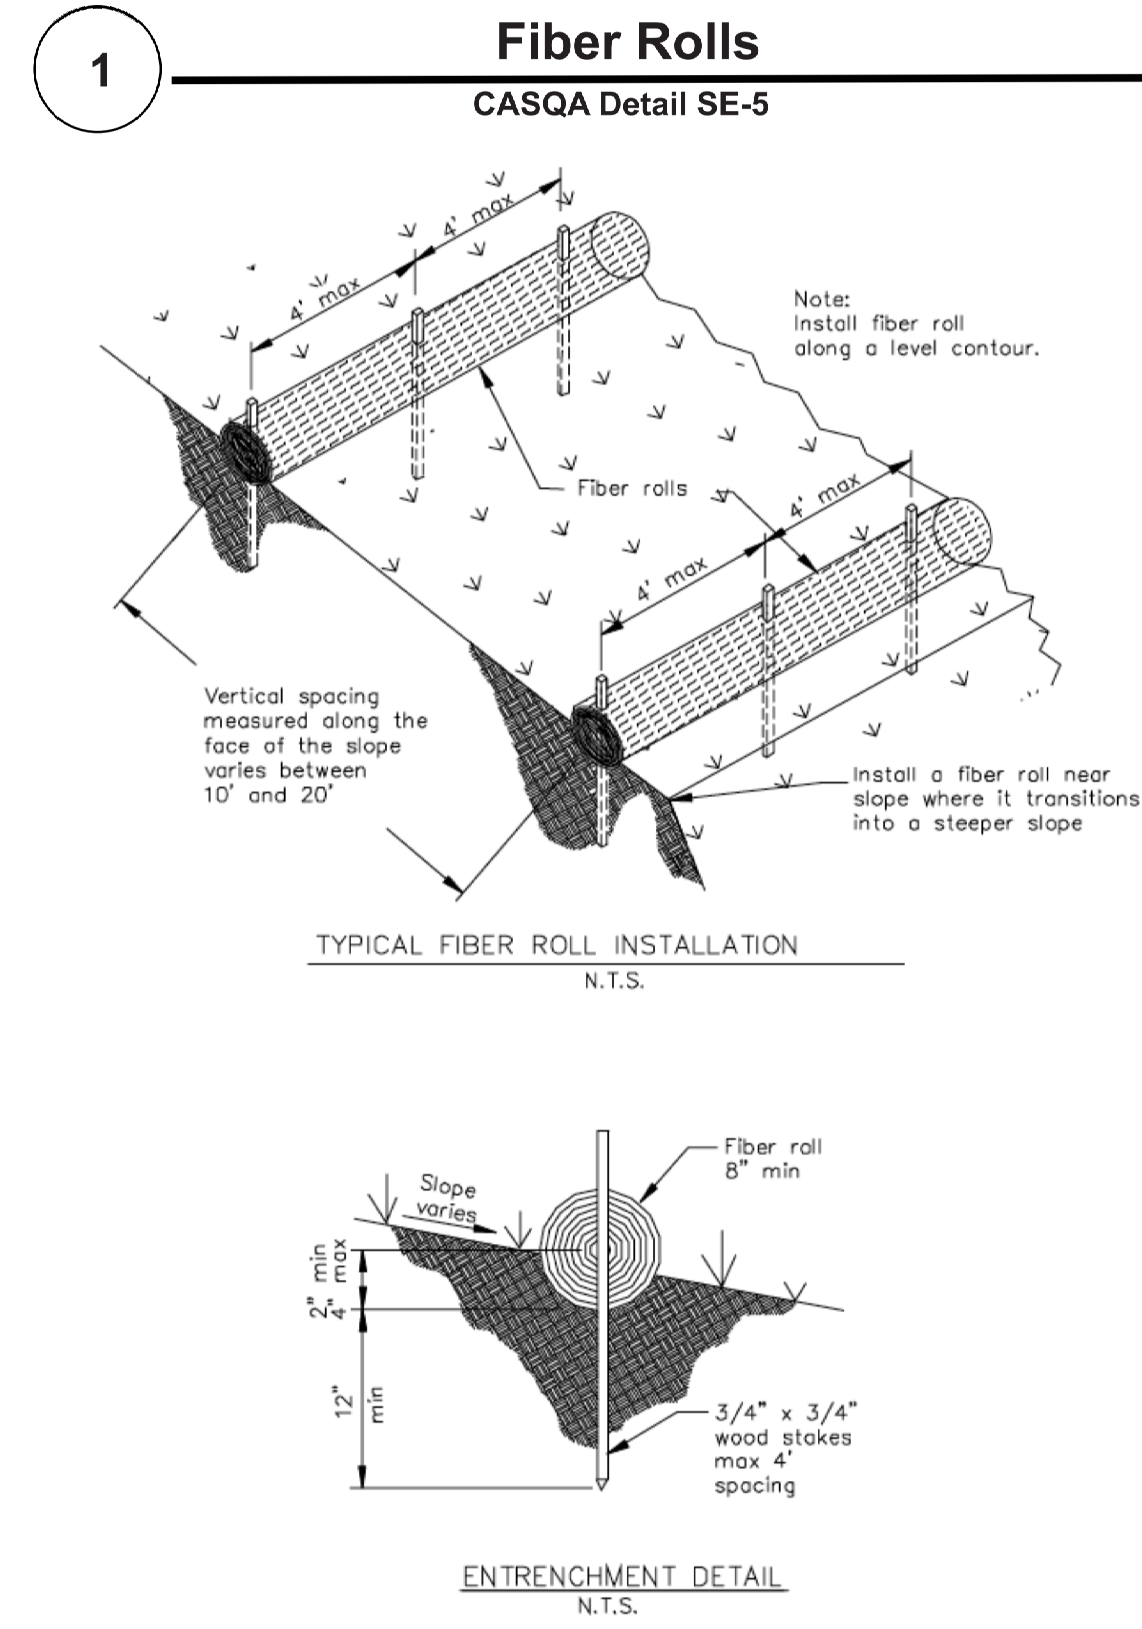 1
Fiber Rolls
CASQA Detail SE-5
4' max
4' max
Note:
Install fiber roll
along a level contour.
Fiber rolls
4' max
4' max
Vertical spacing
measured along the
face of the slope
varies between
10' and 20'
Install a fiber roll near
slope where it transitions
into a steeper slope
TYPICAL FIBER ROLL INSTALLATION
N.T.S.
Fiber roll
8" min
Slope
varies
2" min
4" max
12"
min
3/4" x 3/4"
wood stakes
max 4'
spacing
ENTRENCHMENT DETAIL
N.T.S.